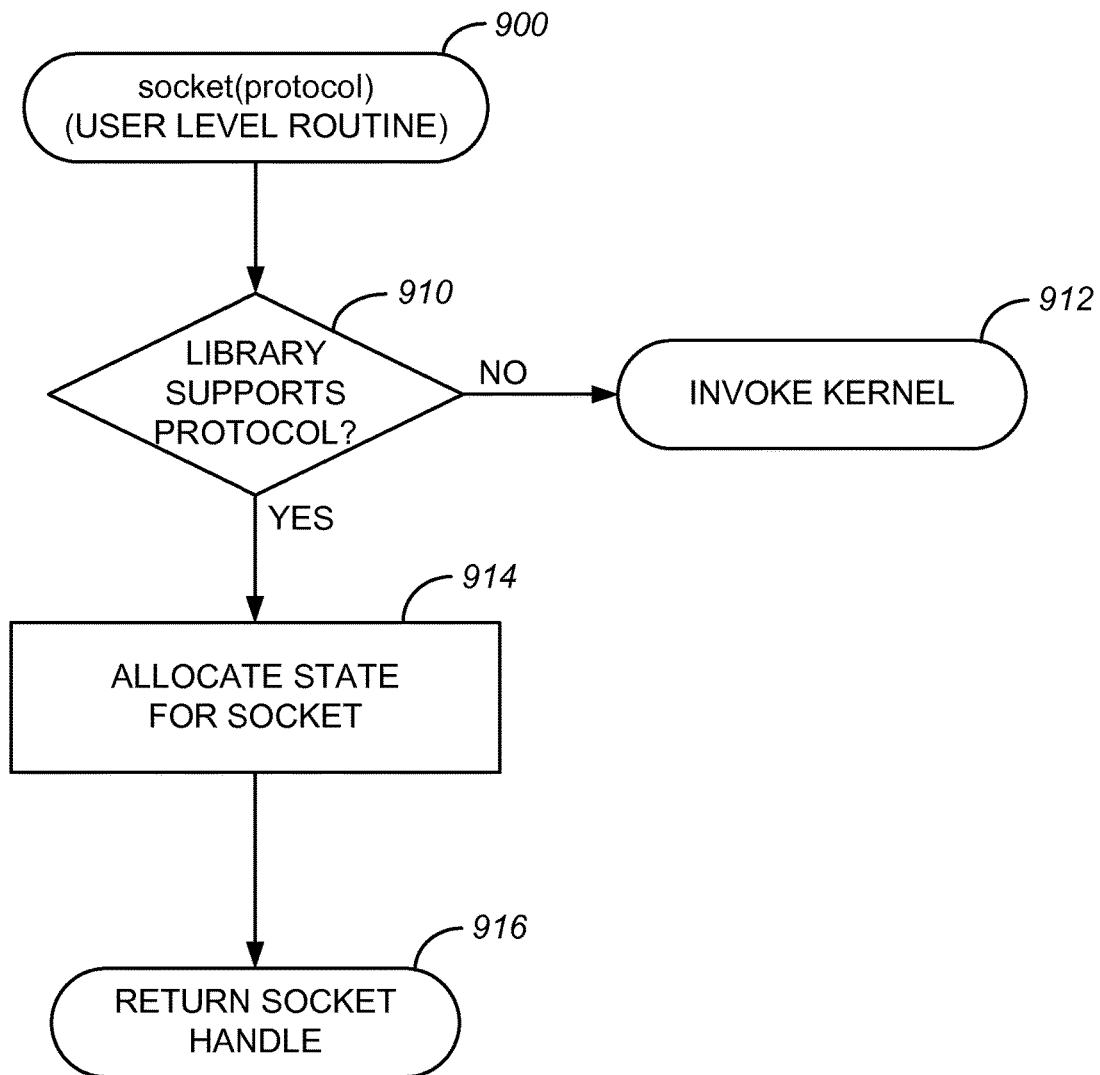 900
socket(protocol)
(USER LEVEL ROUTINE)
910
LIBRARY
SUPPORTS
PROTOCOL?
NO
912
INVOKE KERNEL
YES
914
ALLOCATE STATE
FOR SOCKET
916
RETURN SOCKET
HANDLE